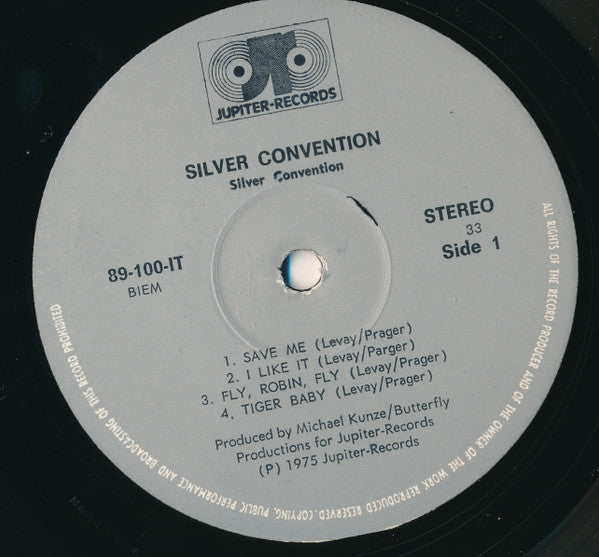 JUPITER-RECORDS
SILVER CONVENTION
Silver Convention
STEREO
33
Side 1
89-100-IT
BIEM
1. SAVE ME (Levay/Prager)
2. I LIKE IT (Levay/Parger)
3. FLY, ROBIN, FLY (Levay/Prager)
4. TIGER BABY (Levay/Prager)
Produced by Michael Kunze/Butterfly
Productions for Jupiter-Records
(P) 1975 Jupiter-Records
ALL RIGHTS OF THE RECORD PRODUCER AND OF THE OWNER OF THE WORK REPRODUCED RESERVED. COPYING, PUBLIC PERFORMANCE AND BROADCASTING OF THIS RECORD PROHIBITED